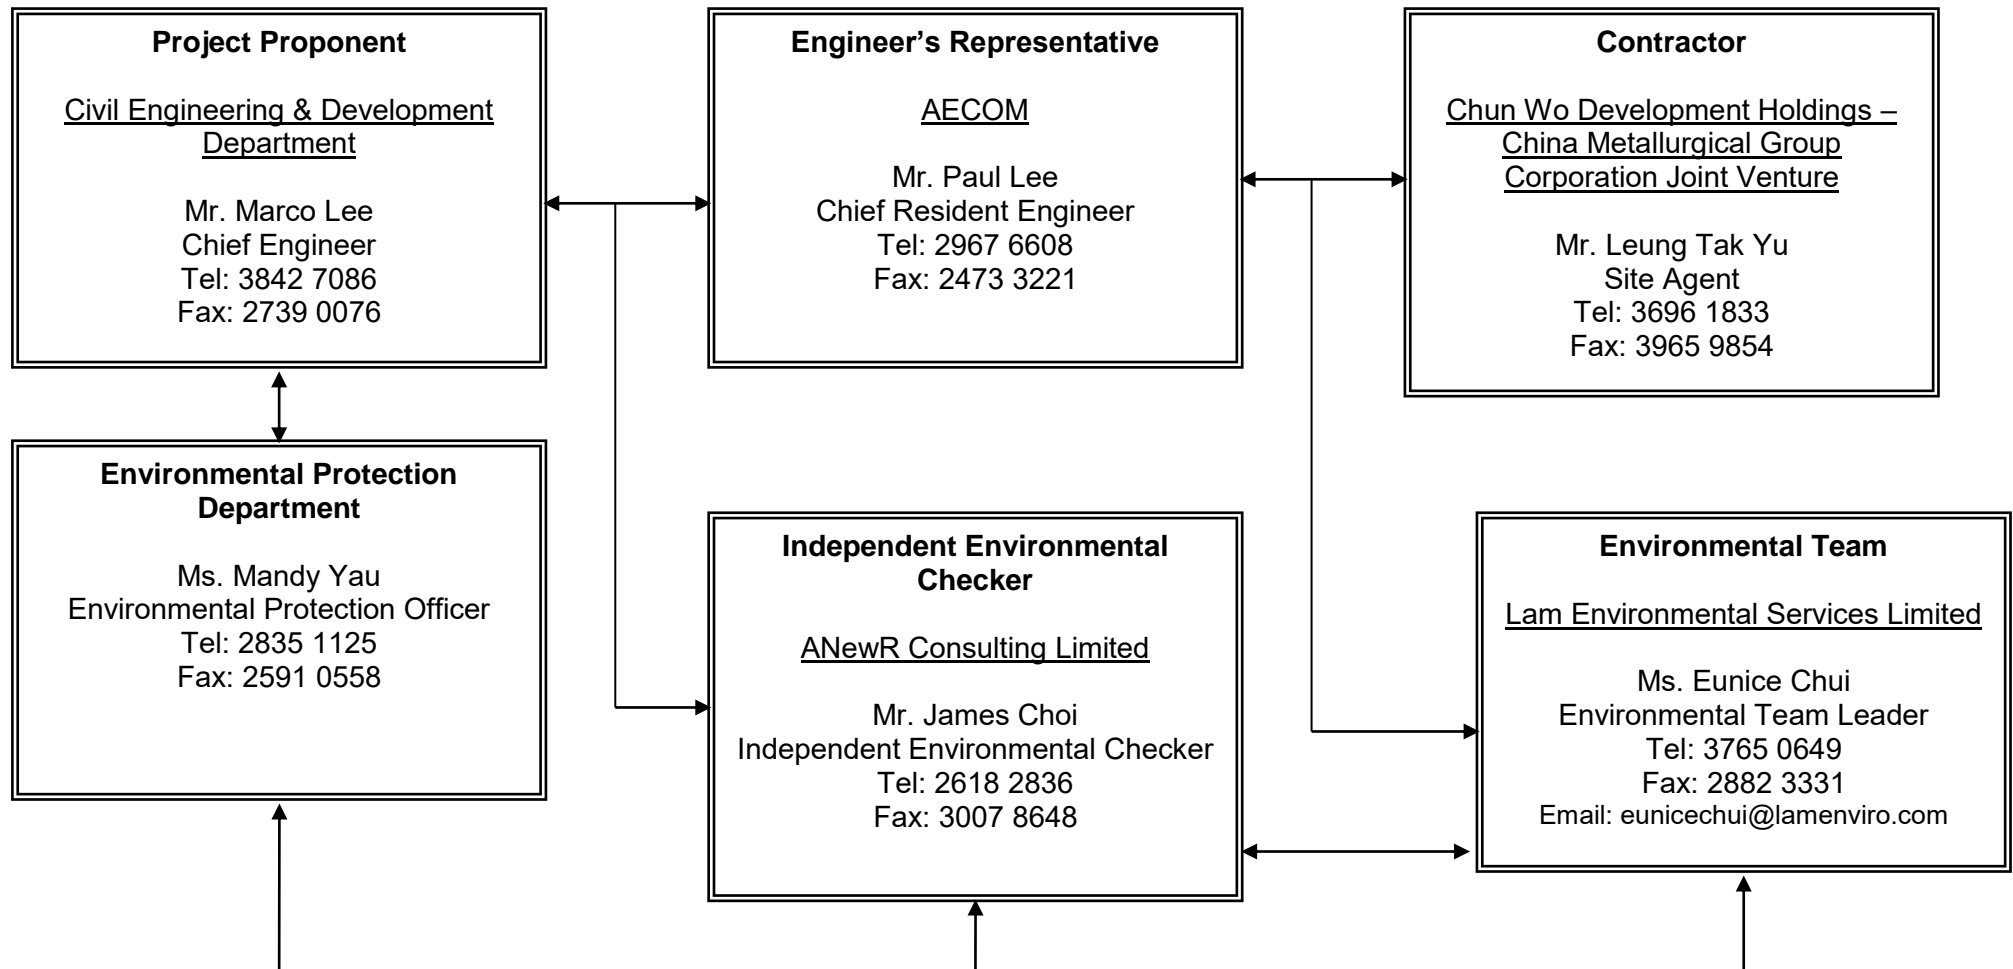 Project Proponent
Civil Engineering & Development
Department
Mr. Marco Lee
Chief Engineer
Tel: 3842 7086
Fax: 2739 0076
Engineer’s Representative
AECOM
Mr. Paul Lee
Chief Resident Engineer
Tel: 2967 6608
Fax: 2473 3221
Contractor
Chun Wo Development Holdings –
China Metallurgical Group
Corporation Joint Venture
Mr. Leung Tak Yu
Site Agent
Tel: 3696 1833
Fax: 3965 9854
Environmental Protection
Department
Ms. Mandy Yau
Environmental Protection Officer
Tel: 2835 1125
Fax: 2591 0558
Independent Environmental
Checker
ANewR Consulting Limited
Mr. James Choi
Independent Environmental Checker
Tel: 2618 2836
Fax: 3007 8648
Environmental Team
Lam Environmental Services Limited
Ms. Eunice Chui
Environmental Team Leader
Tel: 3765 0649
Fax: 2882 3331
Email: eunicechui@lamenviro.com